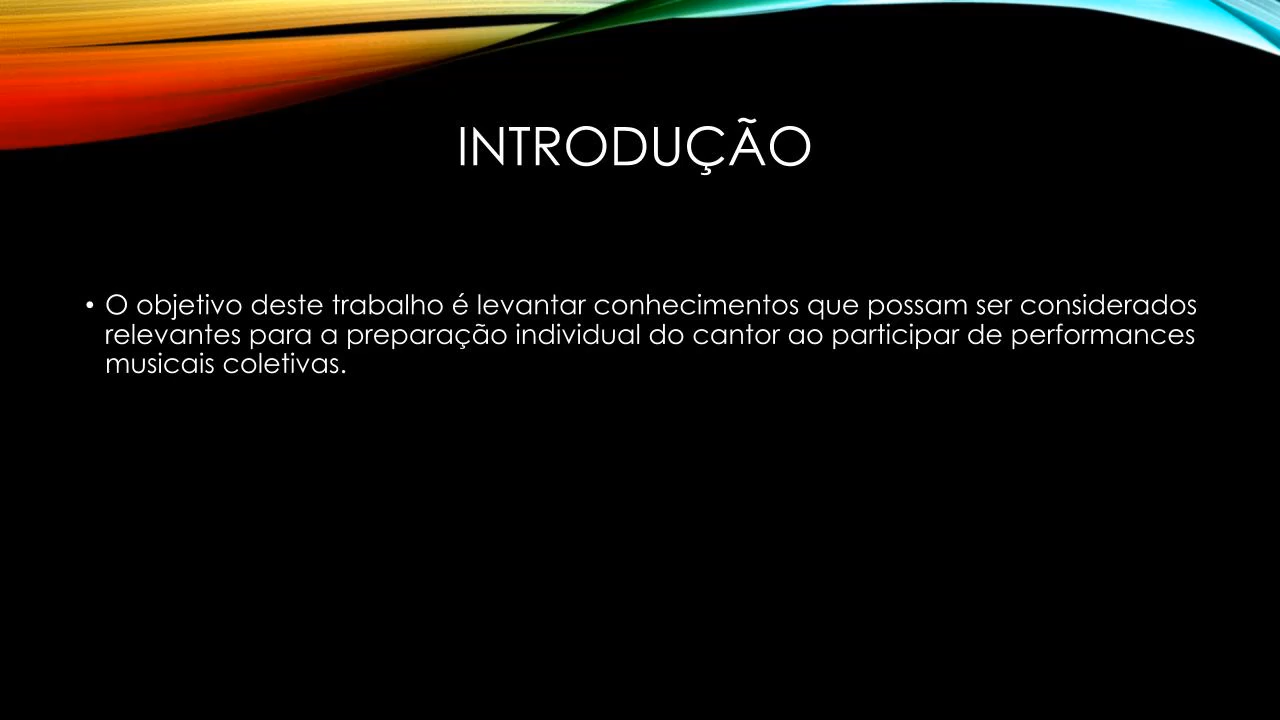 INTRODUÇÃO
• O objetivo deste trabalho é levantar conhecimentos que possam ser considerados
relevantes para a preparação individual do cantor ao participar de performances
musicais coletivas.